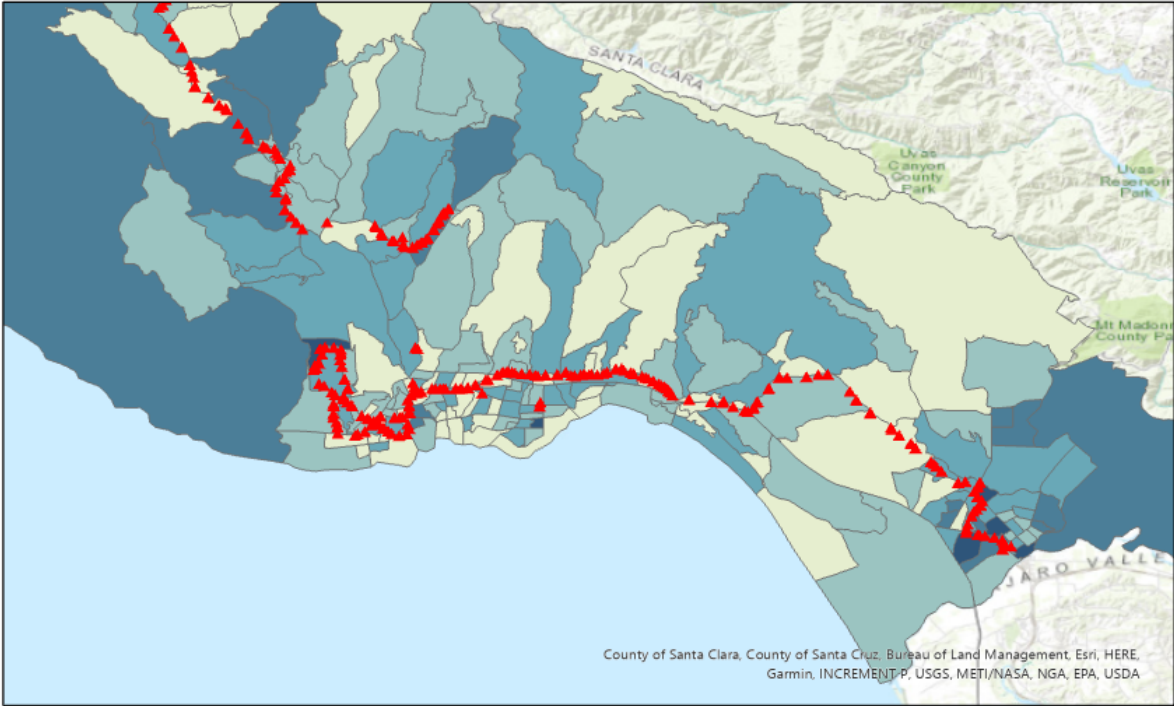 SANTA CLARA
Uvas
Canyon
County
Park
Uvas
Reservoir
Park
Mt Madonn
County Pa
JARO VALLE
County of Santa Clara, County of Santa Cruz, Bureau of Land Management, Esri, HERE,
Garmin, INCREMENT P, USGS, METI/NASA, NGA, EPA, USDA